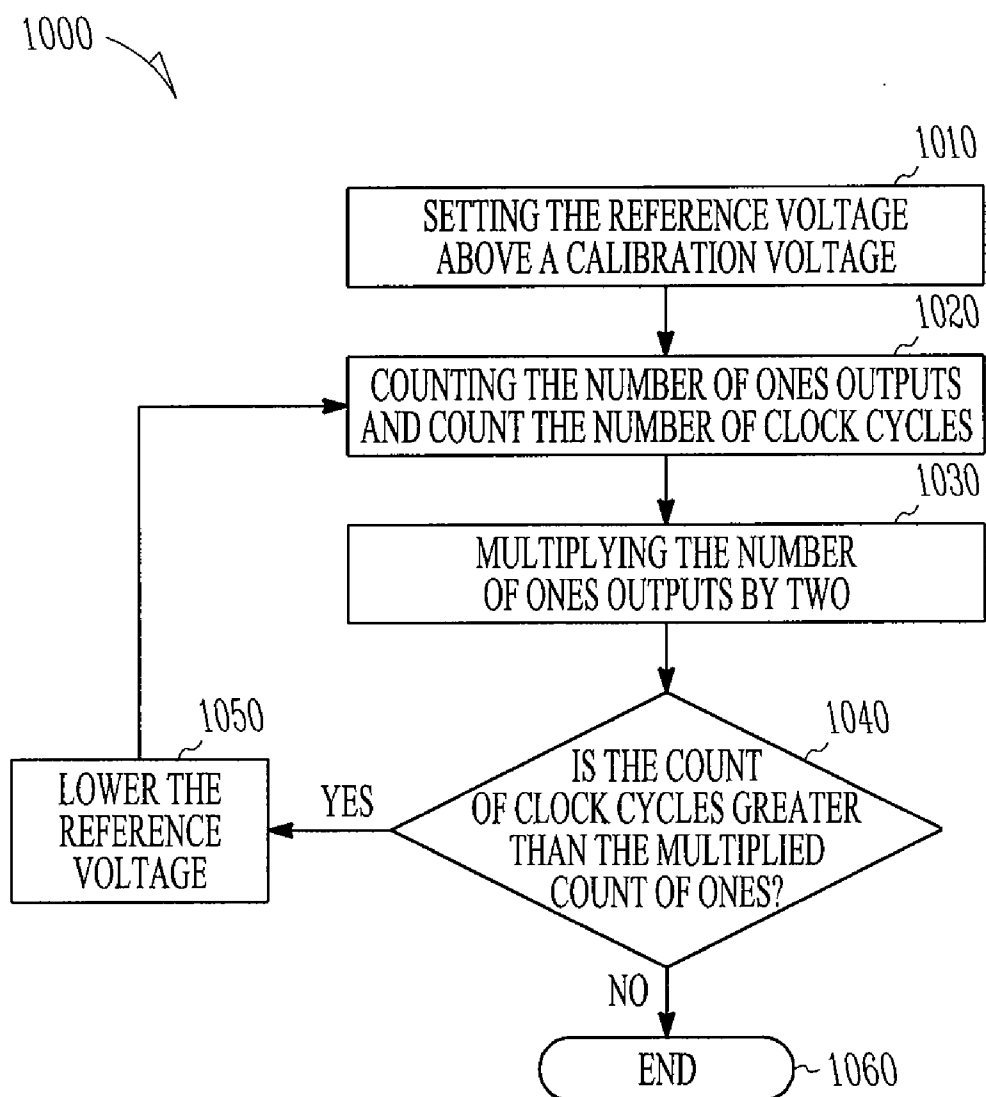 1000
1010
SETTING THE REFERENCE VOLTAGE
ABOVE A CALIBRATION VOLTAGE
1020
COUNTING THE NUMBER OF ONES OUTPUTS
AND COUNT THE NUMBER OF CLOCK CYCLES
1030
MULTIPLYING THE NUMBER
OF ONES OUTPUTS BY TWO
1040
IS THE COUNT
OF CLOCK CYCLES GREATER
THAN THE MULTIPLIED
COUNT OF ONES?
YES
1050
LOWER THE
REFERENCE
VOLTAGE
NO
END
1060